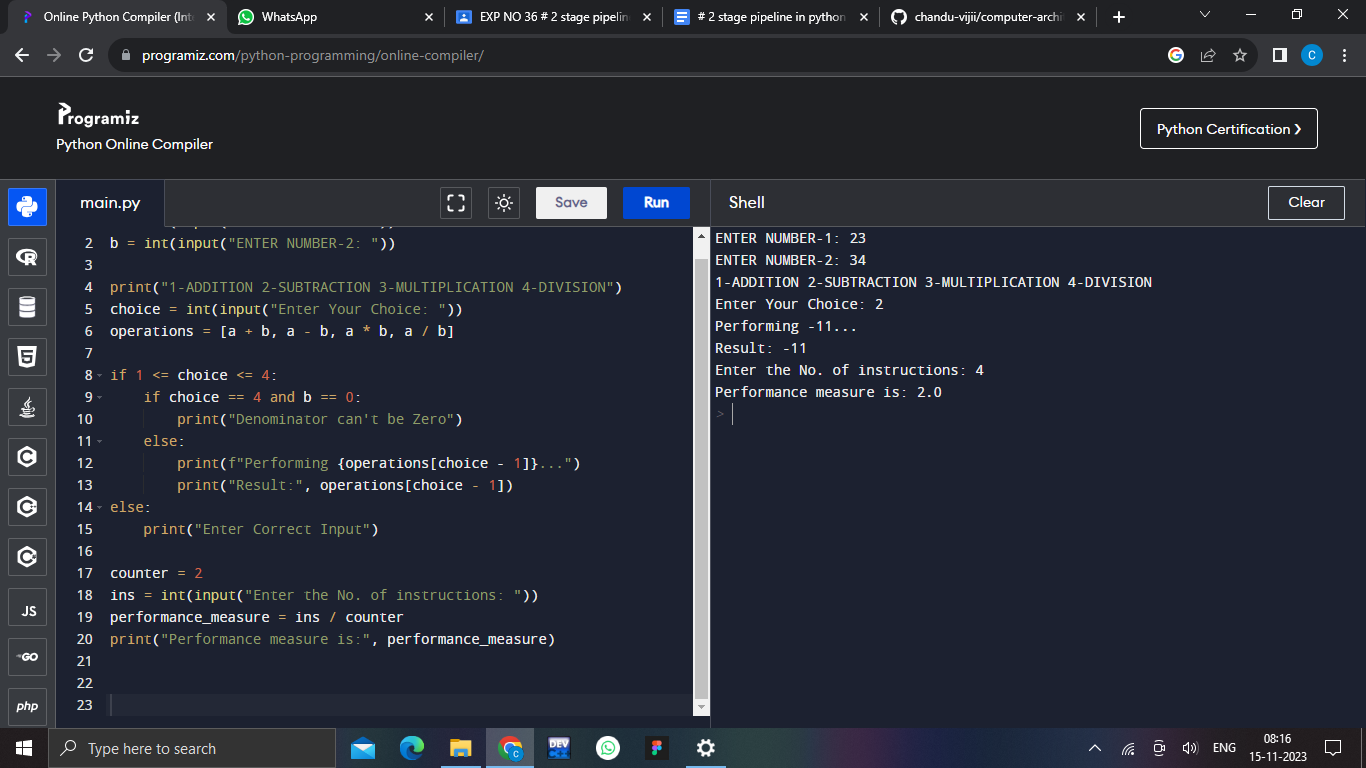 Online Python Compiler (Int
WhatsApp
EXP NO 36 # 2 stage pipelin
# 2 stage pipeline in python
chandu-vijii/computer-archi
programiz.com/python-programming/online-compiler/
C
Programiz
Python Online Compiler
Python Certification
main.py
Save
Run
Shell
Clear
2 b = int(input("ENTER NUMBER-2: "))
3
4 print("1-ADDITION 2-SUBTRACTION 3-MULTIPLICATION 4-DIVISION")
5 choice = int(input("Enter Your Choice: "))
6 operations = [a + b, a - b, a * b, a / b]
7
8 if 1 <= choice <= 4:
9 if choice == 4 and b == 0:
10 print("Denominator can't be Zero")
11 else:
12 print(f"Performing {operations[choice - 1]}...")
13 print("Result:", operations[choice - 1])
14 else:
15 print("Enter Correct Input")
16
17 counter = 2
18 ins = int(input("Enter the No. of instructions: "))
19 performance_measure = ins / counter
20 print("Performance measure is:", performance_measure)
21
22
23
ENTER NUMBER-1: 23
ENTER NUMBER-2: 34
1-ADDITION 2-SUBTRACTION 3-MULTIPLICATION 4-DIVISION
Enter Your Choice: 2
Performing -11...
Result: -11
Enter the No. of instructions: 4
Performance measure is: 2.0
>
R
5
C
C
C
JS
GO
php
Type here to search
C
DEV
C++
ENG
08:16
15-11-2023